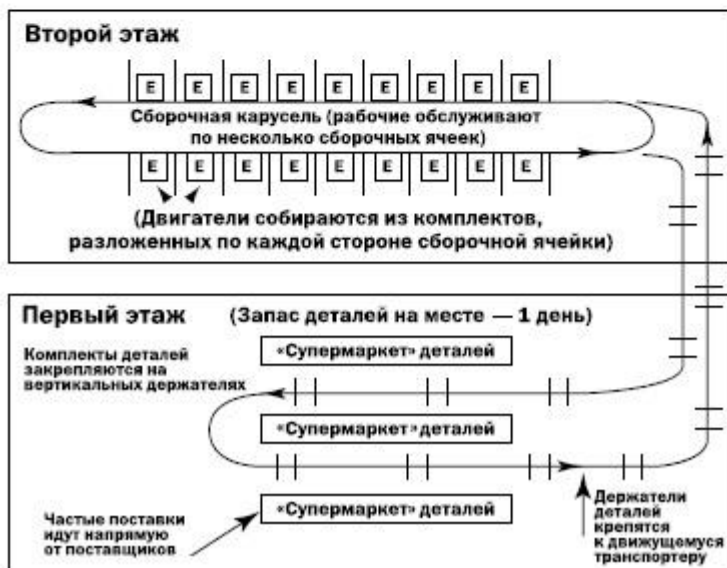 Второй этаж
E E E E E E E E E
Сборочная карусель (рабочие обслуживают
по несколько сборочных ячеек)
E E E E E E E E E
(Двигатели собираются из комплектов,
разложенных по каждой стороне сборочной ячейки)
Первый этаж
(Запас деталей на месте — 1 день)
Комплекты деталей
закрепляются на
вертикальных держателях
«Супермаркет» деталей
«Супермаркет» деталей
«Супермаркет» деталей
Частые поставки
идут напрямую
от поставщиков
Держатели
деталей
крепятся
к движущемуся
транспортеру